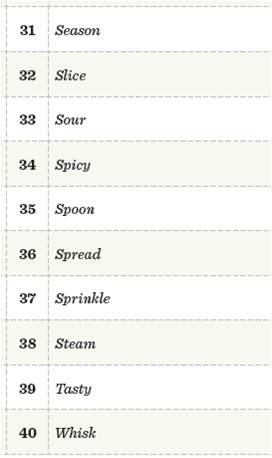 31 Season
32 Slice
33 Sour
34 Spicy
35 Spoon
36 Spread
37 Sprinkle
38 Steam
39 Tasty
40 Whisk